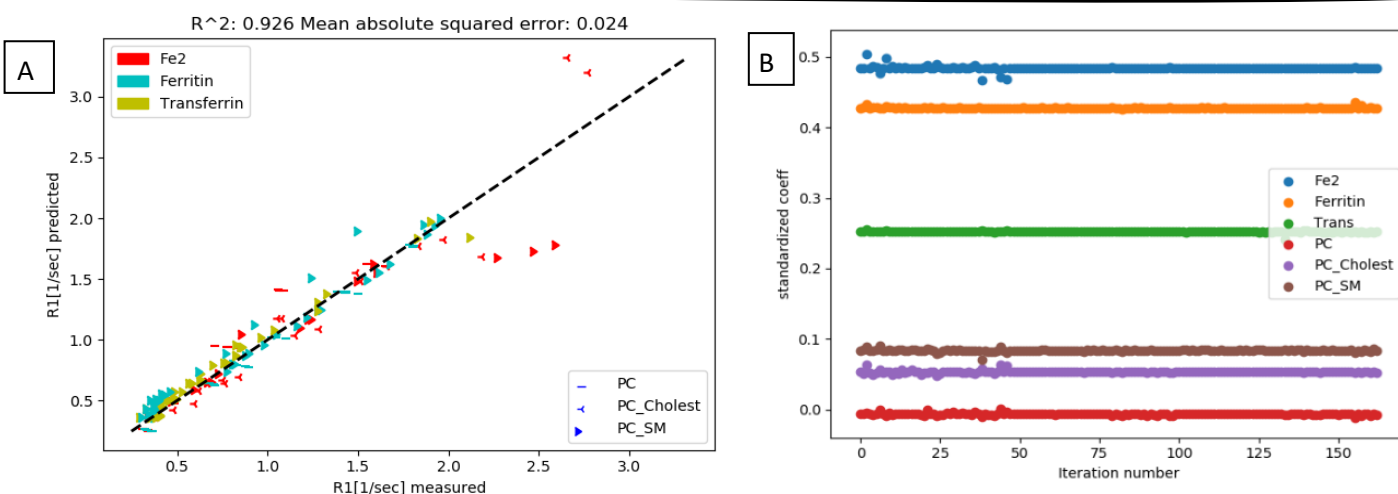 R^2: 0.926 Mean absolute squared error: 0.024
A
Fe2
Ferritin
Transferrin
3.0
2.5
2.0
1.5
1.0
0.5
R1[1/sec] predicted
PC
PC_Cholest
PC_SM
0.5 1.0 1.5 2.0 2.5 3.0
R1[1/sec] measured
B
0.5
0.4
0.3
0.2
0.1
0.0
standardized coeff
Fe2
Ferritin
Trans
PC
PC_Cholest
PC_SM
0 25 50 75 100 125 150
Iteration number